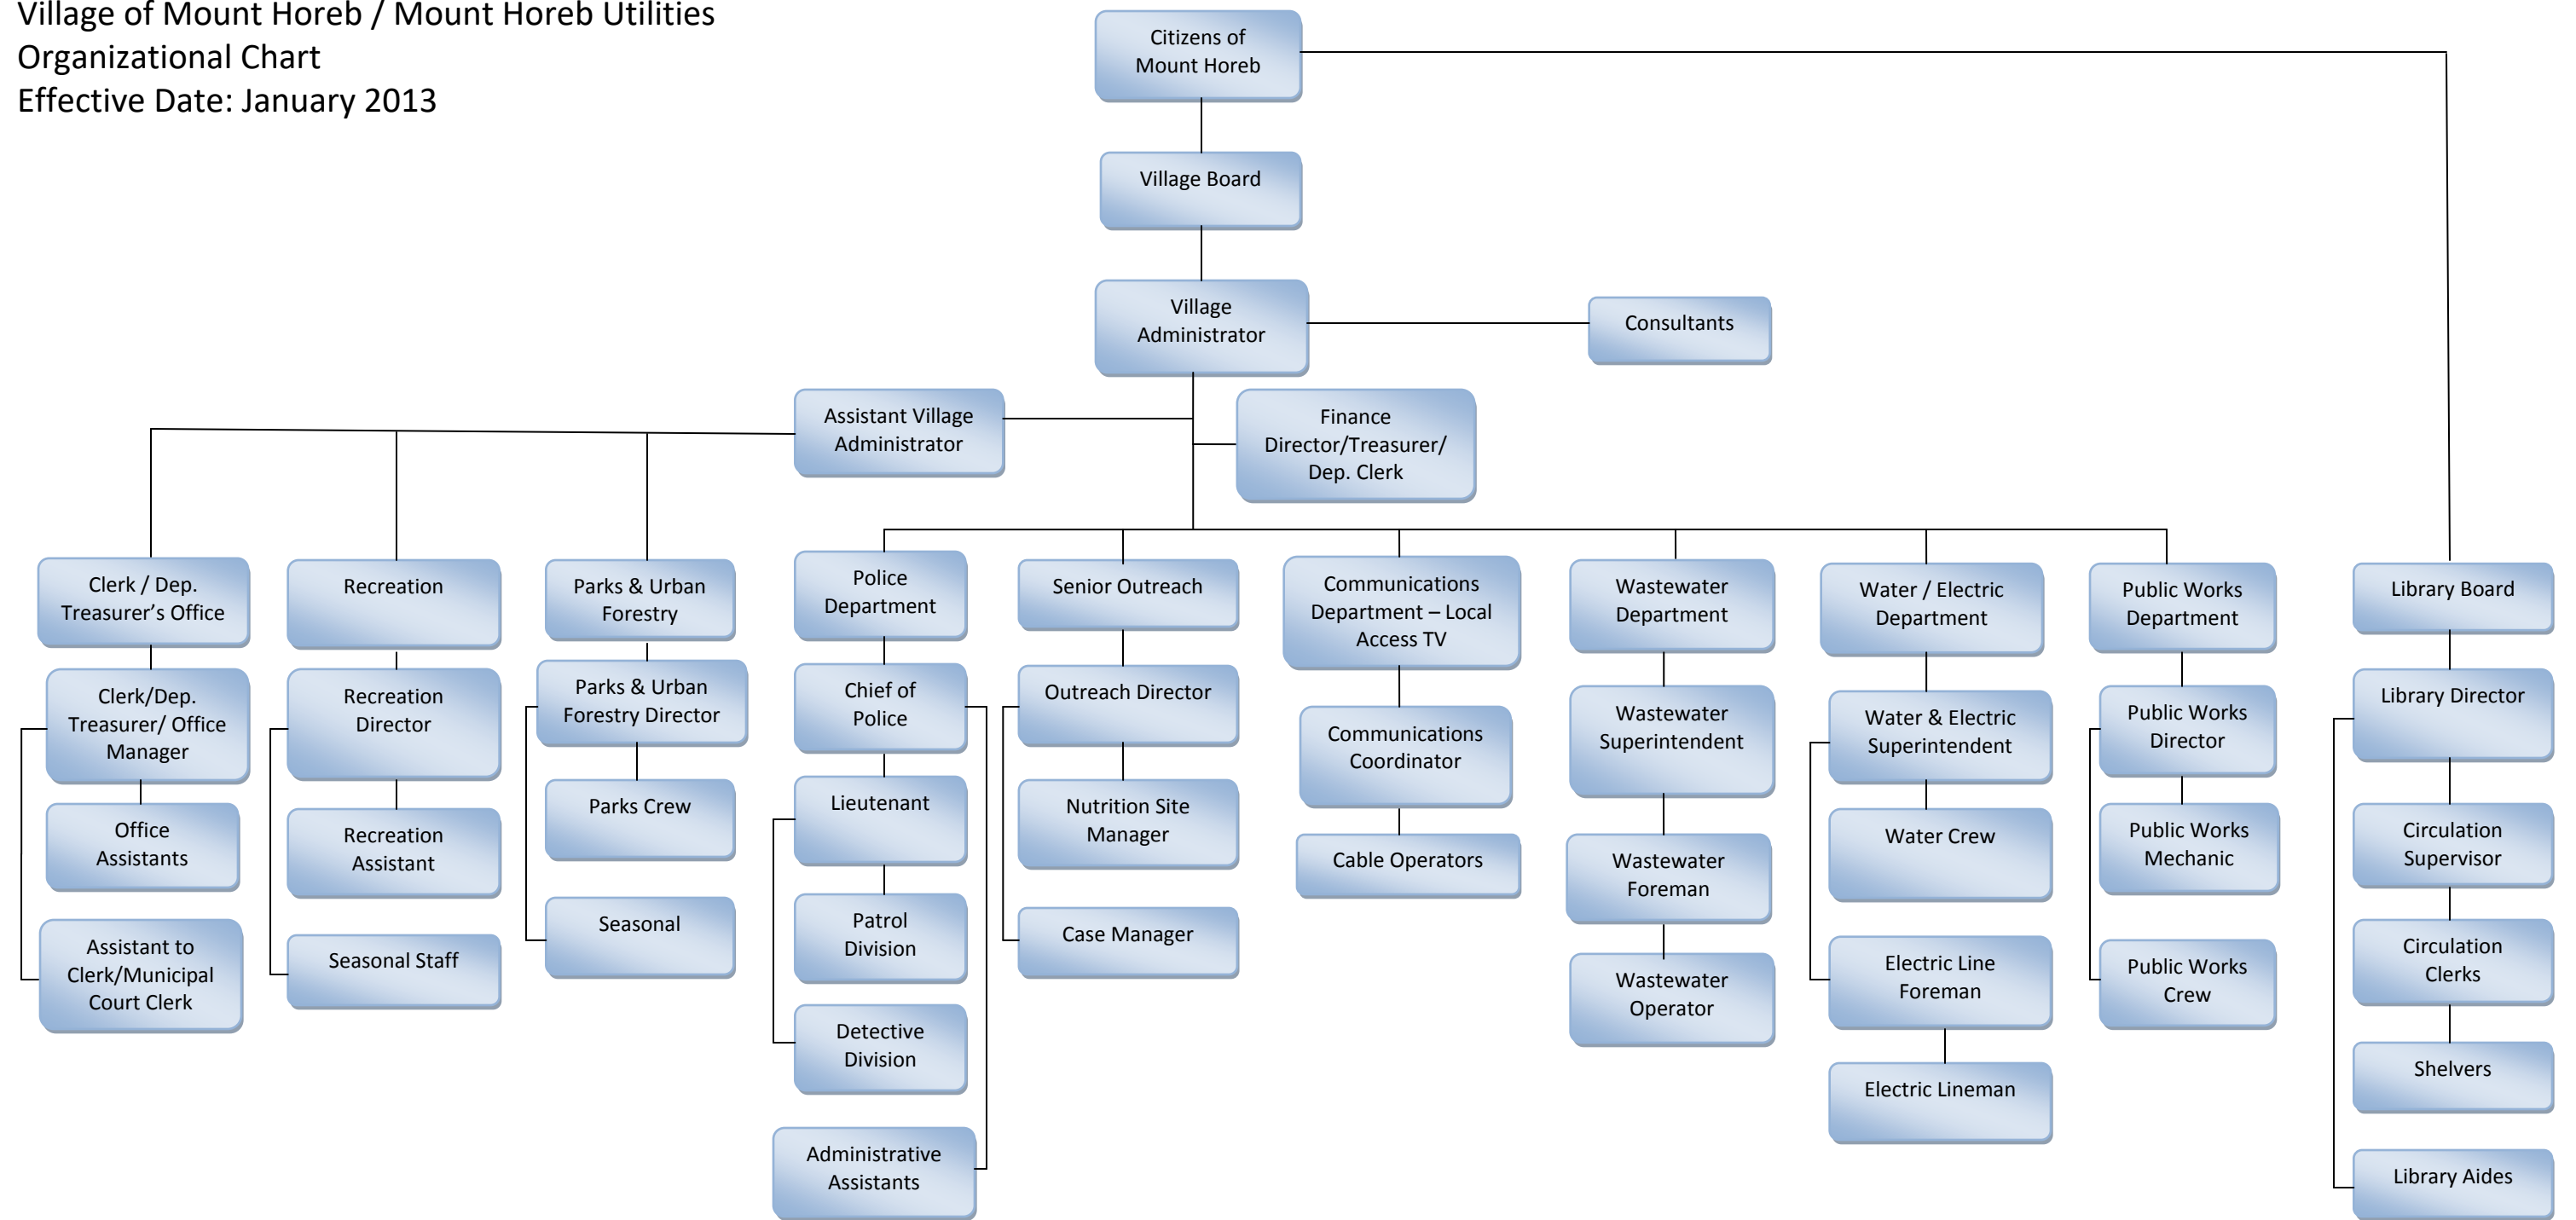 Village of Mount Horeb / Mount Horeb Utilities
Organizational Chart
Effective Date: January 2013
Citizens of
Mount Horeb
Village Board
Village
Administrator
Consultants
Assistant Village
Administrator
Finance
Director/Treasurer/
Dep. Clerk
Clerk / Dep.
Treasurer’s Office
Clerk/Dep.
Treasurer/ Office
Manager
Office
Assistants
Assistant to
Clerk/Municipal
Court Clerk
Recreation
Recreation
Director
Recreation
Assistant
Seasonal Staff
Parks & Urban
Forestry
Parks & Urban
Forestry Director
Parks Crew
Seasonal
Police
Department
Chief of
Police
Lieutenant
Patrol
Division
Detective
Division
Administrative
Assistants
Senior Outreach
Outreach Director
Nutrition Site
Manager
Case Manager
Communications
Department – Local
Access TV
Communications
Coordinator
Cable Operators
Wastewater
Department
Wastewater
Superintendent
Wastewater
Foreman
Wastewater
Operator
Water / Electric
Department
Water & Electric
Superintendent
Water Crew
Electric Line
Foreman
Electric Lineman
Public Works
Department
Public Works
Director
Public Works
Mechanic
Public Works
Crew
Library Board
Library Director
Circulation
Supervisor
Circulation
Clerks
Shelvers
Library Aides